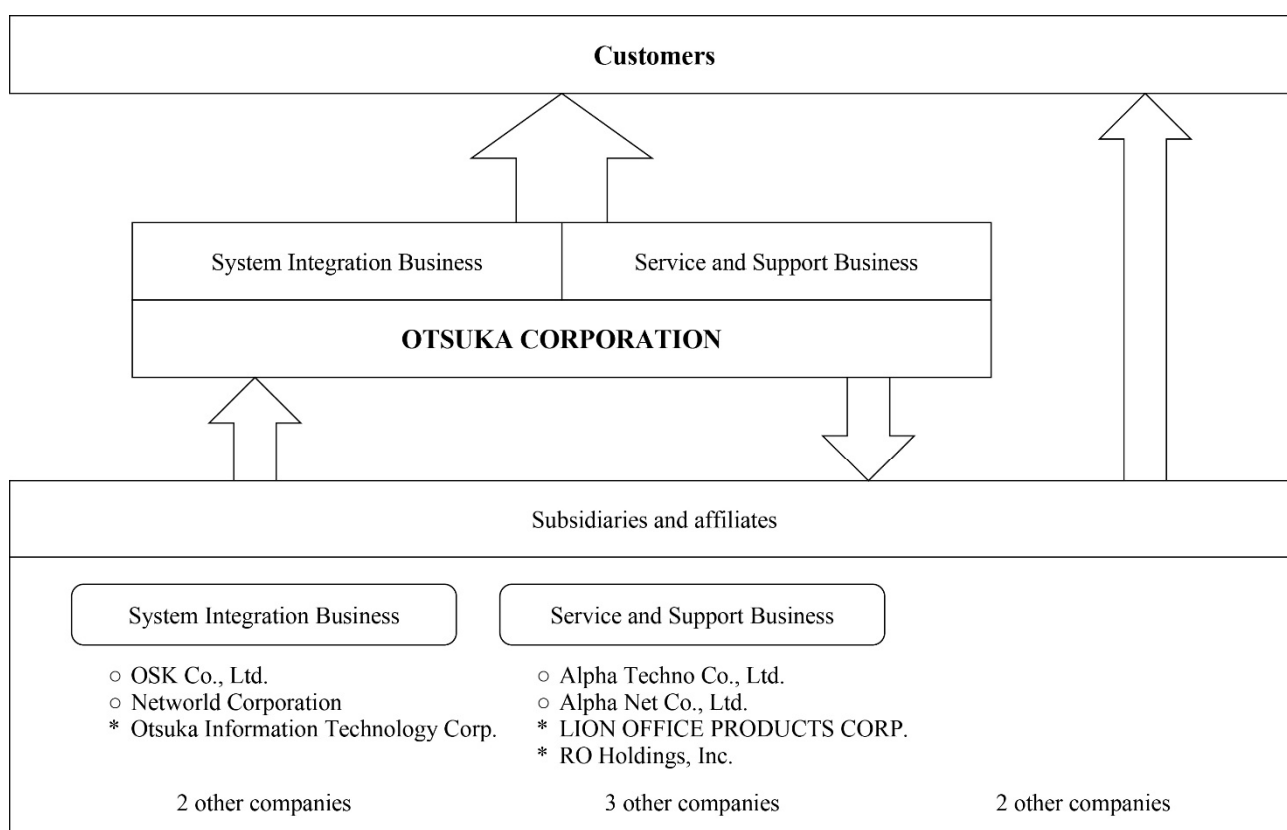 Customers
System Integration Business
Service and Support Business
OTSUKA CORPORATION
Subsidiaries and affiliates
System Integration Business
○ OSK Co., Ltd.
○ Networld Corporation
* Otsuka Information Technology Corp.
2 other companies
Service and Support Business
○ Alpha Techno Co., Ltd.
○ Alpha Net Co., Ltd.
* LION OFFICE PRODUCTS CORP.
* RO Holdings, Inc.
3 other companies
2 other companies